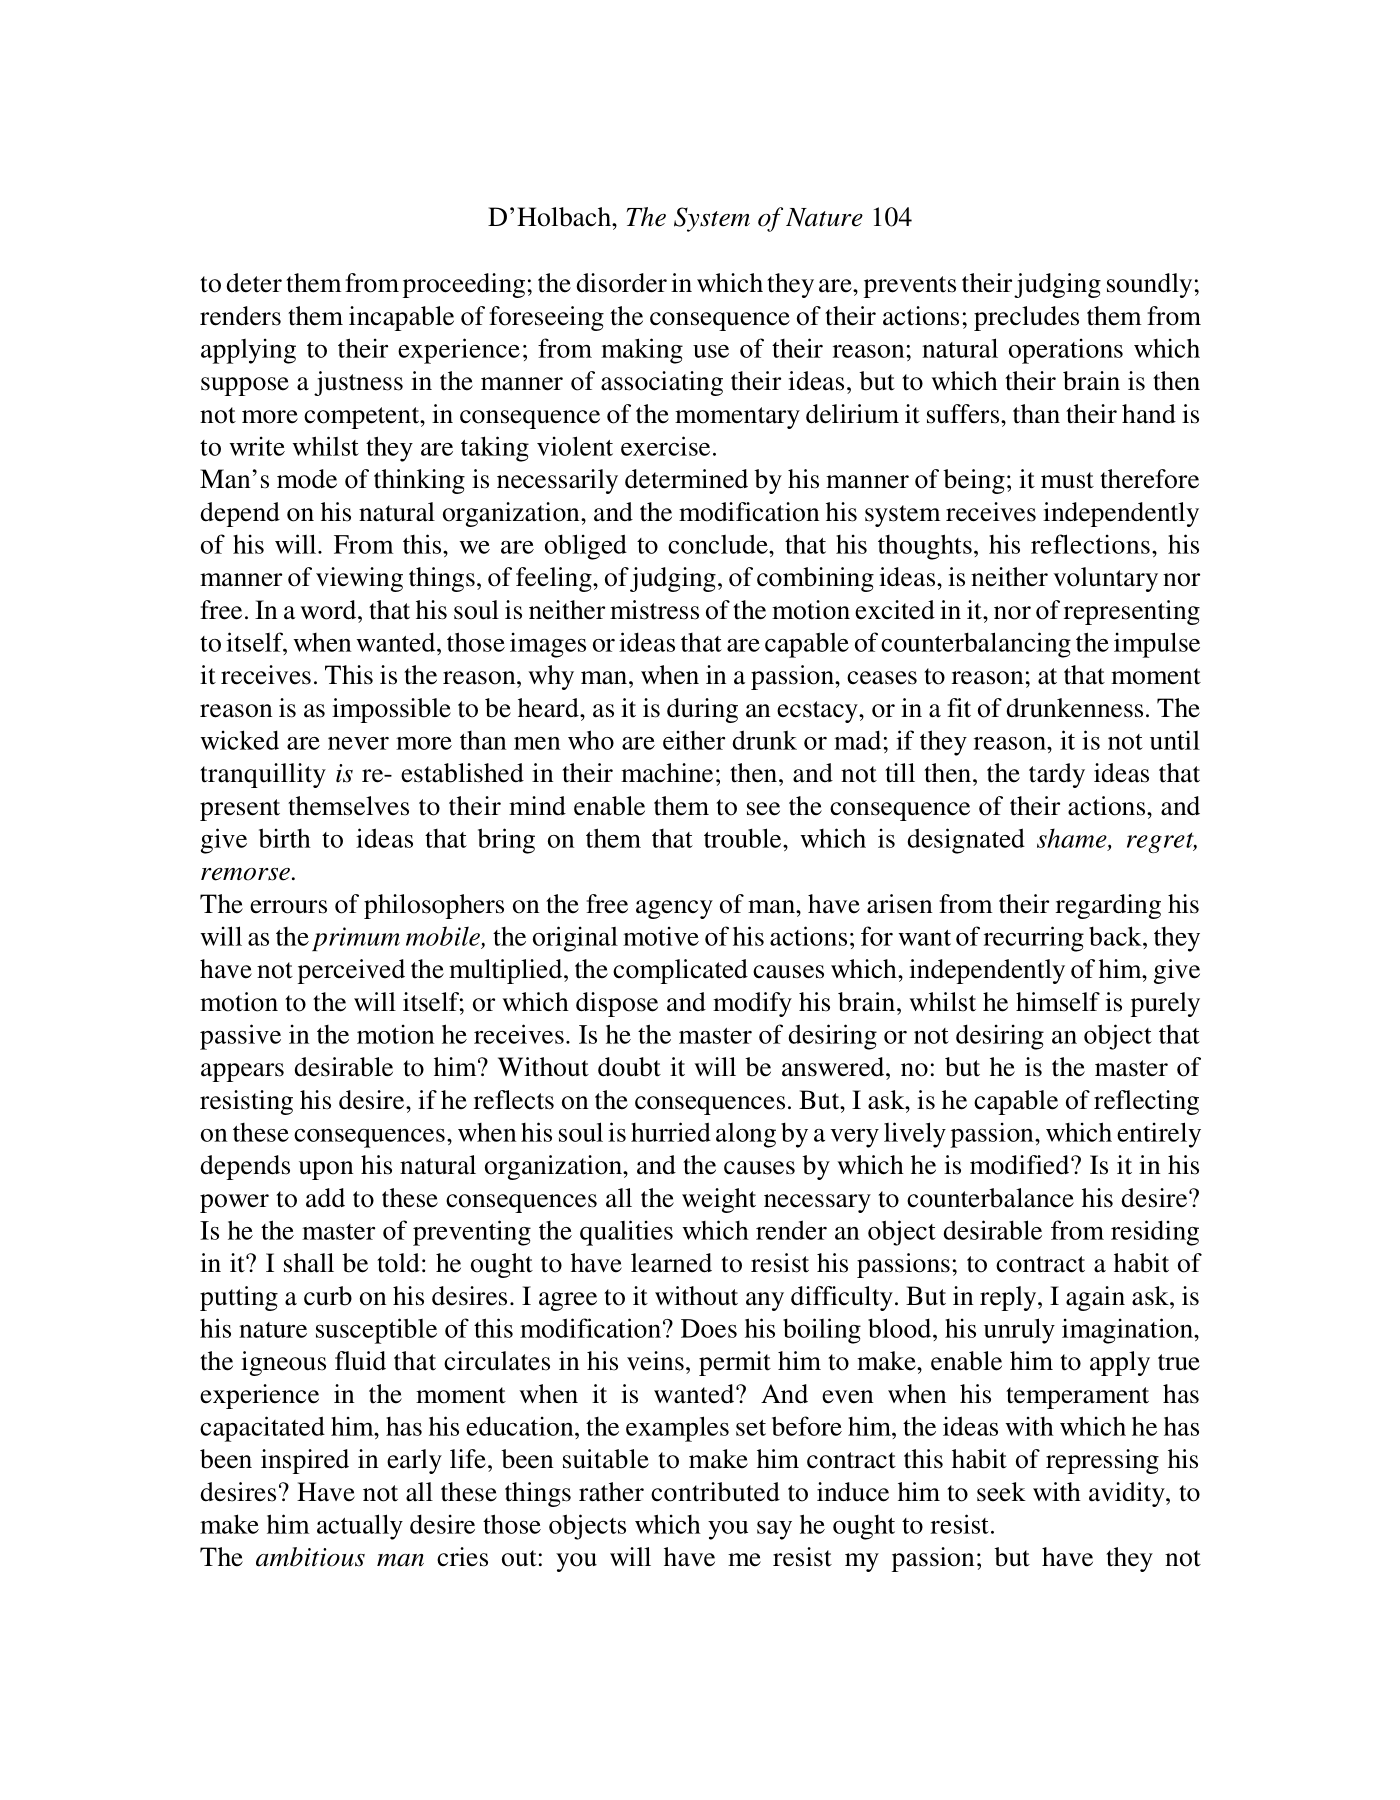 D’Holbach, The System of Nature 104
to deter them from proceeding; the disorder in which they are, prevents their judging soundly;
renders them incapable of foreseeing the consequence of their actions; precludes them from
applying to their experience; from making use of their reason; natural operations which
suppose a justness in the manner of associating their ideas, but to which their brain is then
not more competent, in consequence of the momentary delirium it suffers, than their hand is
to write whilst they are taking violent exercise.
Man’s mode of thinking is necessarily determined by his manner of being; it must therefore
depend on his natural organization, and the modification his system receives independently
of his will. From this, we are obliged to conclude, that his thoughts, his reflections, his
manner of viewing things, of feeling, of judging, of combining ideas, is neither voluntary nor
free. In a word, that his soul is neither mistress of the motion excited in it, nor of representing
to itself, when wanted, those images or ideas that are capable of counterbalancing the impulse
it receives. This is the reason, why man, when in a passion, ceases to reason; at that moment
reason is as impossible to be heard, as it is during an ecstacy, or in a fit of drunkenness. The
wicked are never more than men who are either drunk or mad; if they reason, it is not until
tranquillity is re- established in their machine; then, and not till then, the tardy ideas that
present themselves to their mind enable them to see the consequence of their actions, and
give birth to ideas that bring on them that trouble, which is designated shame, regret,
remorse.
The errours of philosophers on the free agency of man, have arisen from their regarding his
will as the primum mobile, the original motive of his actions; for want of recurring back, they
have not perceived the multiplied, the complicated causes which, independently of him, give
motion to the will itself; or which dispose and modify his brain, whilst he himself is purely
passive in the motion he receives. Is he the master of desiring or not desiring an object that
appears desirable to him? Without doubt it will be answered, no: but he is the master of
resisting his desire, if he reflects on the consequences. But, I ask, is he capable of reflecting
on these consequences, when his soul is hurried along by a very lively passion, which entirely
depends upon his natural organization, and the causes by which he is modified? Is it in his
power to add to these consequences all the weight necessary to counterbalance his desire?
Is he the master of preventing the qualities which render an object desirable from residing
in it? I shall be told: he ought to have learned to resist his passions; to contract a habit of
putting a curb on his desires. I agree to it without any difficulty. But in reply, I again ask, is
his nature susceptible of this modification? Does his boiling blood, his unruly imagination,
the igneous fluid that circulates in his veins, permit him to make, enable him to apply true
experience in the moment when it is wanted? And even when his temperament has
capacitated him, has his education, the examples set before him, the ideas with which he has
been inspired in early life, been suitable to make him contract this habit of repressing his
desires? Have not all these things rather contributed to induce him to seek with avidity, to
make him actually desire those objects which you say he ought to resist.
The ambitious man cries out: you will have me resist my passion; but have they not